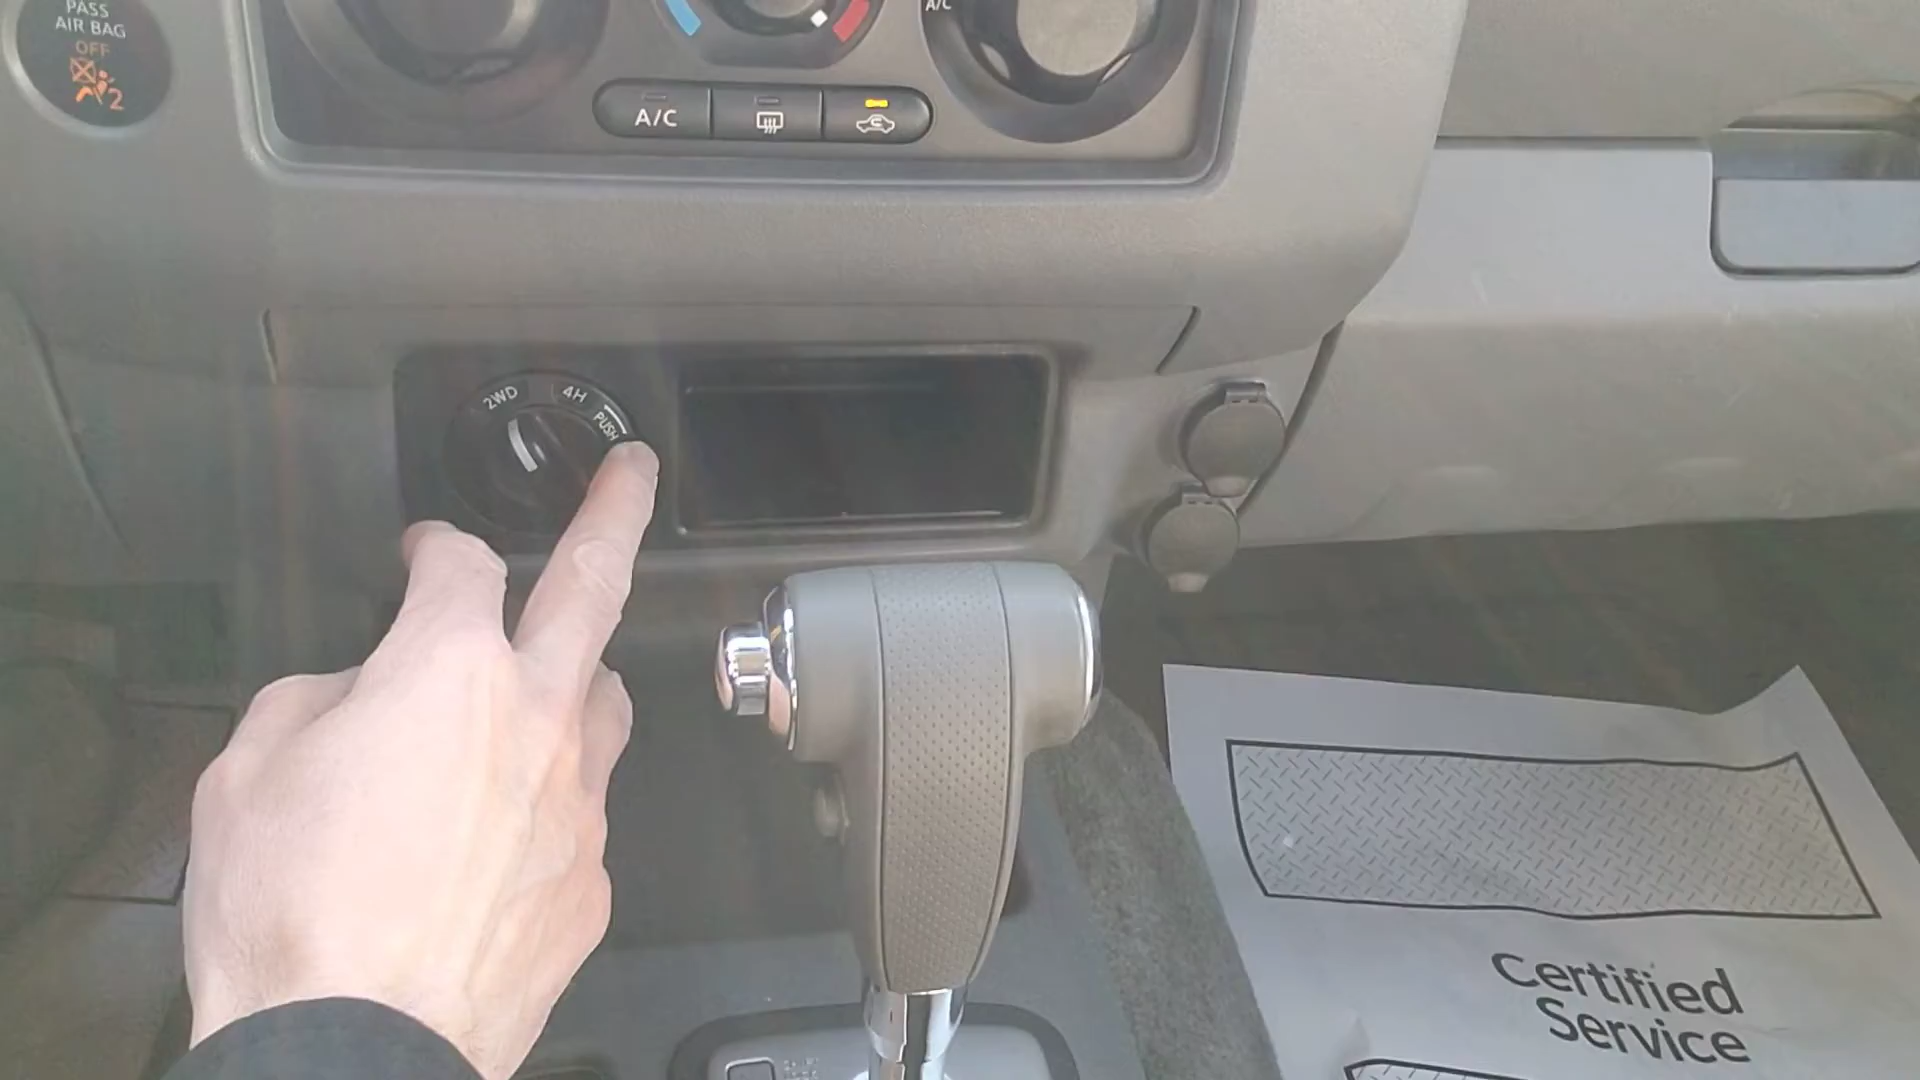 PASS
AIR BAG
OFF
2
A/C
A/C
2WD
4H
PUSH
Certified
Service